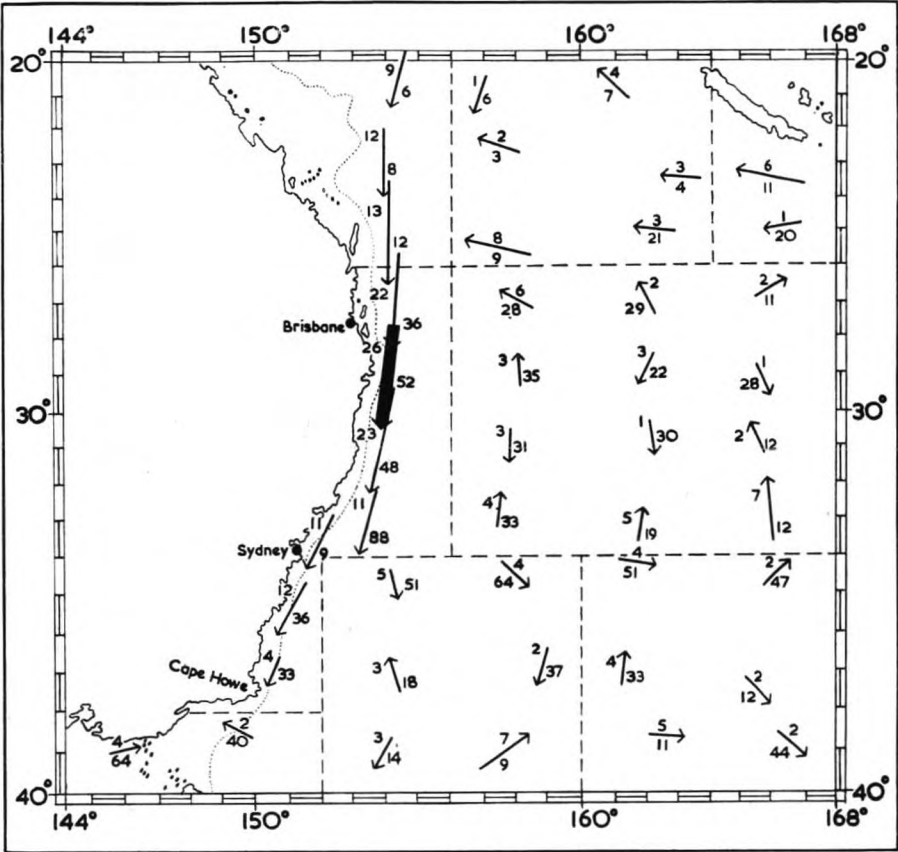 144° 150° 160° 168°
20° 20°
9 6 1 6 4 7
12 2 3
8 3 4 6 11
13 3 21 1 20
12 8 9
22 6 28 2 29 2 11
Brisbane 36
26 3 35 3 22 1 28
52
30° 30°
23 3 31 1 30 2 12
48
11 11 4 33 5 19 7 12
88
Sydney 9
5 51 4 64 4 51 2 47
12 36
4 33 3 18 2 37 4 33 2 12
Cape Howe
4 64 2 40 3 14 7 9 5 11 2 44
40° 40°
144° 150° 160° 168°